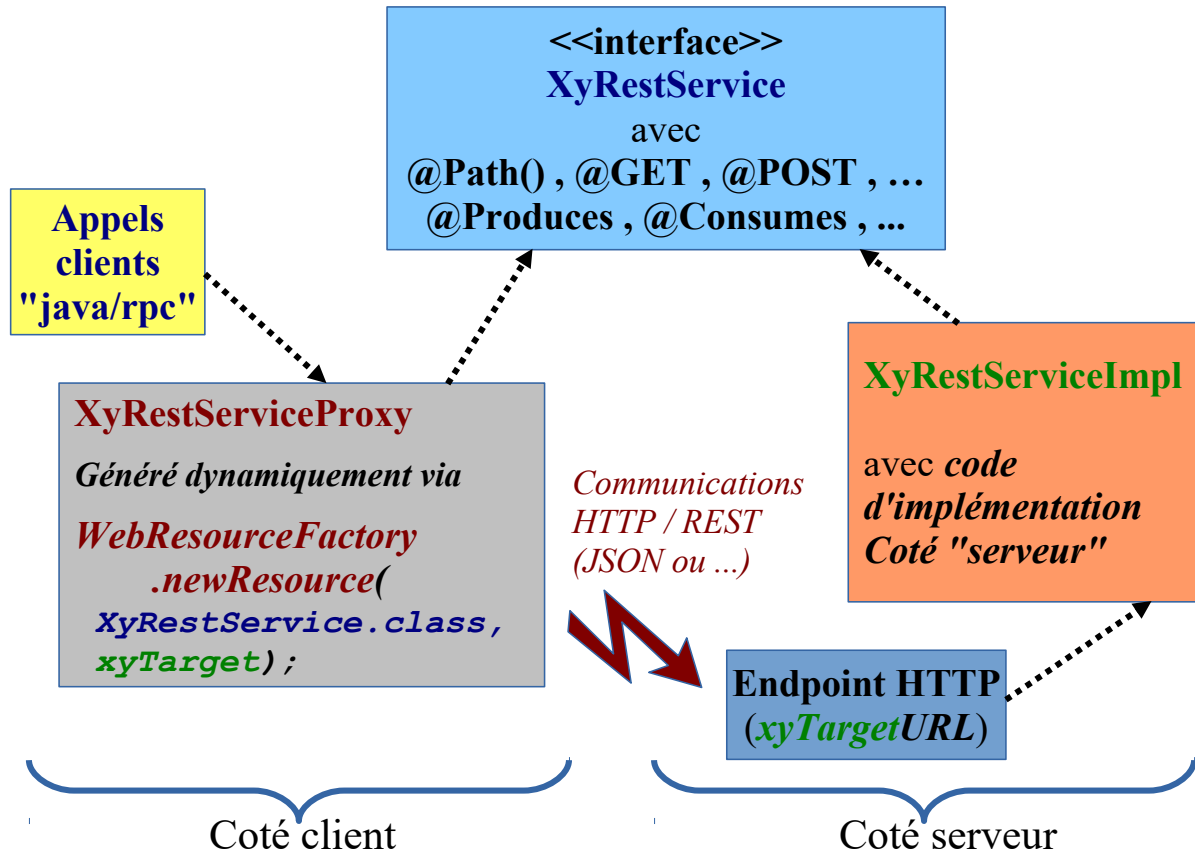 <<interface>>
XyRestService
avec
@Path() , @GET , @POST , …
@Produces , @Consumes , ...
Appels
clients
"java/rpc"
XyRestServiceProxy
Généré dynamiquement via
WebResourceFactory
.newResource(
XyRestService.class,
xyTarget);
Communications
HTTP / REST
(JSON ou ...)
XyRestServiceImpl
avec code
d'implémentation
Coté "serveur"
Endpoint HTTP
(xyTargetURL)
Coté client
Coté serveur